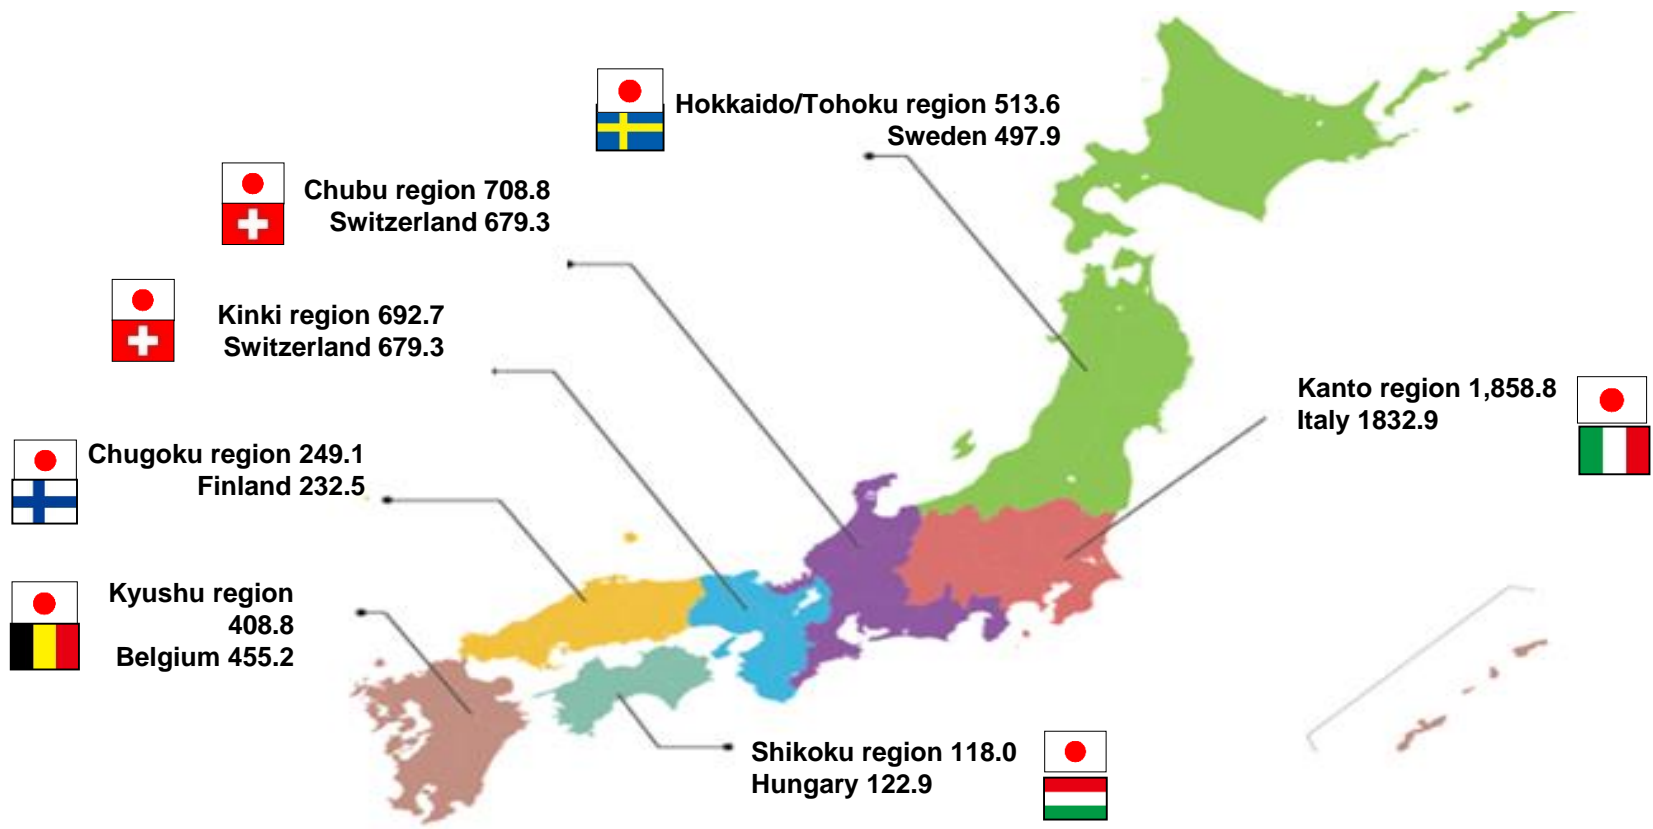 Hokkaido/Tohoku region 513.6
Sweden 497.9
Chubu region 708.8
Switzerland 679.3
Kinki region 692.7
Switzerland 679.3
Kanto region 1,858.8
Italy 1832.9
Chugoku region 249.1
Finland 232.5
Kyushu region
408.8
Belgium 455.2
Shikoku region 118.0
Hungary 122.9